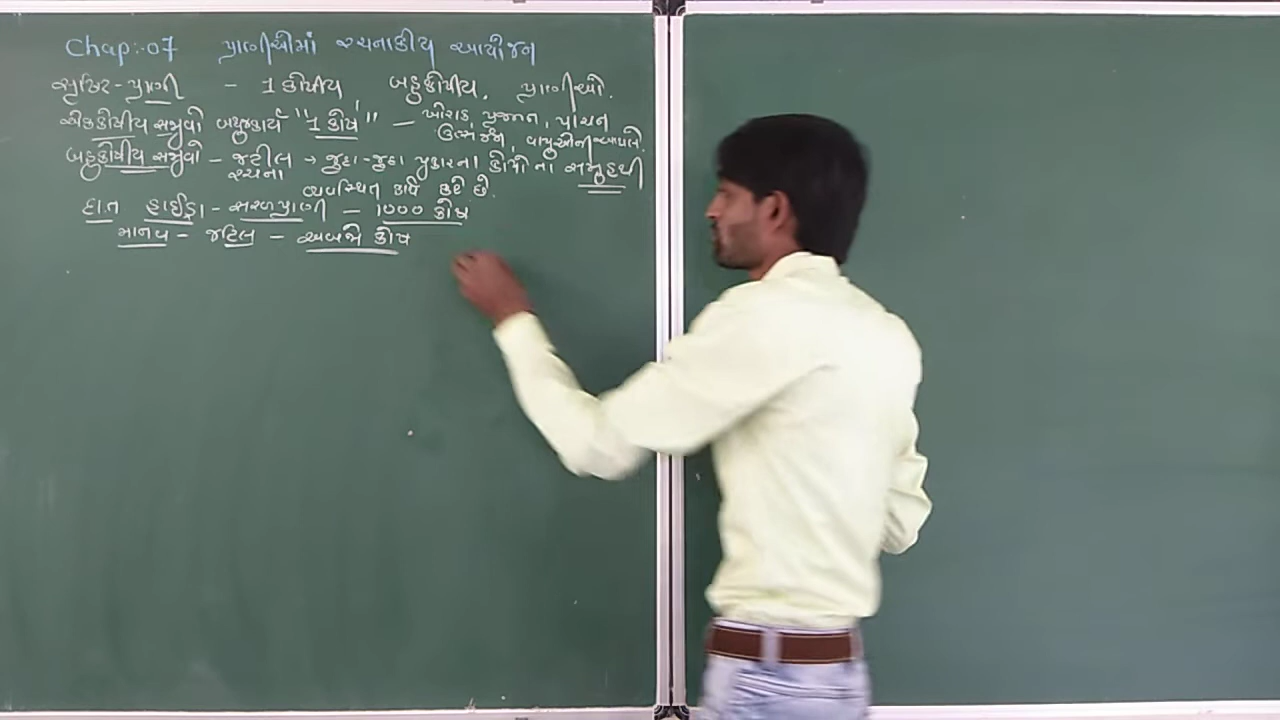 Chap:-07 પ્રાણીઓમાં રચનાકીય આયોજન
સૃષ્ટિ-પ્રાણી - 1 કોષીય, બહુકોષીય. પ્રાણીઓ.
એકકોષીય સજીવો બધુજ કાર્ય "1 કોષ" - ખોરાક, પ્રજનન, પાચન
ઉત્સર્જન, વાયુઓની આપલે.
બહુકોષીય સજીવો - જટીલ → જુદા-જુદા પ્રકારના કોષોના સમુહથી
રચના
વ્યવસ્થિત કાર્ય કરે છે.
દા.ત હાઈડ્રા - સરળપ્રાણી - 1000 કોષ
માનવ - જટિલ - અબજો કોષ